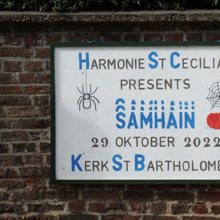 HARMONIE ST CECILIA
PRESENTS
SAMHAIN
29 OKTOBER 2022
KERK ST BARTHOLOME